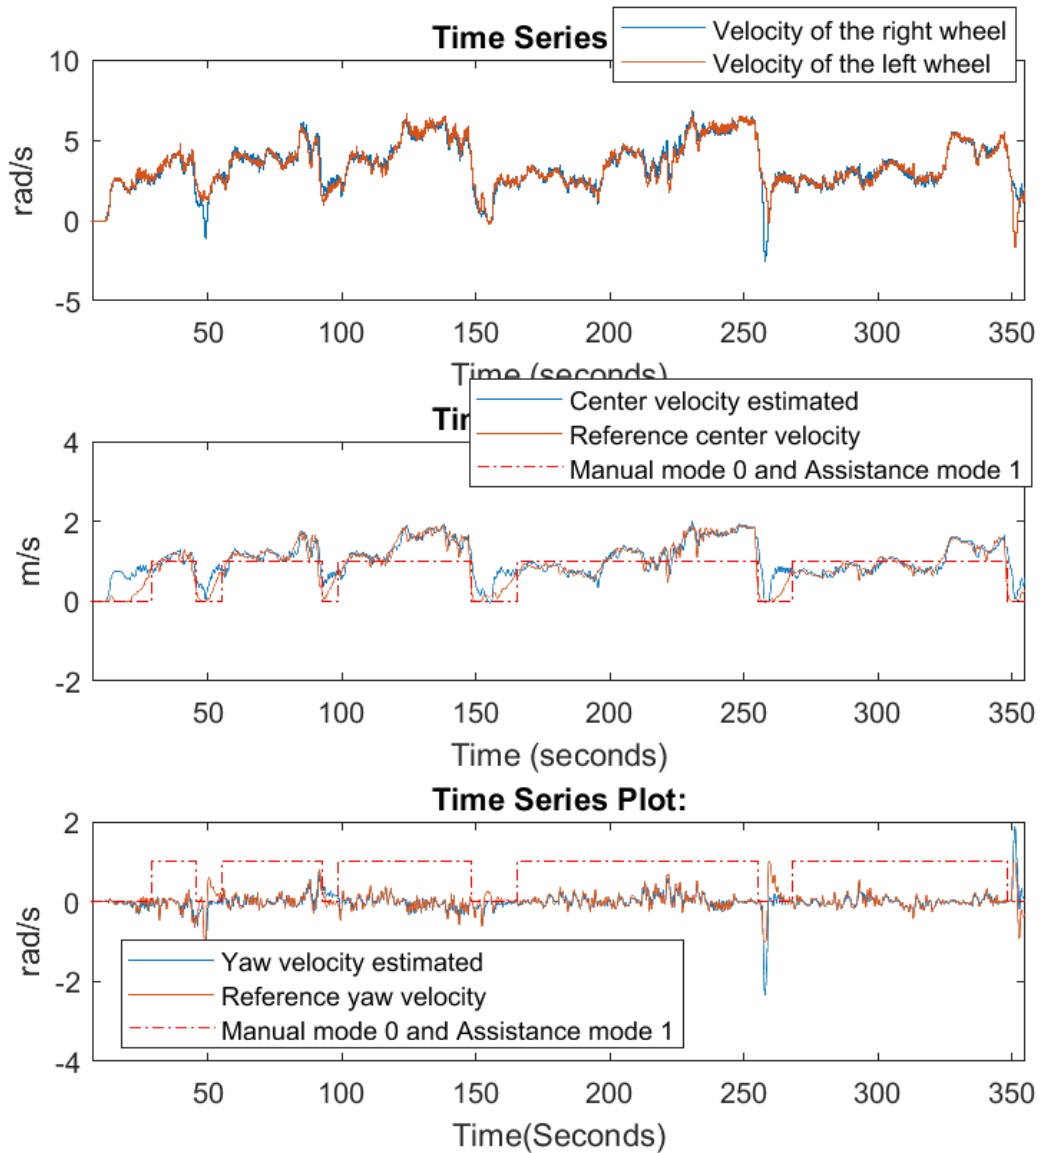 Time Series
Velocity of the right wheel
Velocity of the left wheel
10
5
0
-5
rad/s
50
100
150
200
250
300
350
Time (seconds)
Center velocity estimated
Reference center velocity
Manual mode 0 and Assistance mode 1
4
2
0
-2
m/s
50
100
150
200
250
300
350
Time (seconds)
Time Series Plot:
2
0
-2
-4
rad/s
Yaw velocity estimated
Reference yaw velocity
Manual mode 0 and Assistance mode 1
50
100
150
200
250
300
350
Time(Seconds)